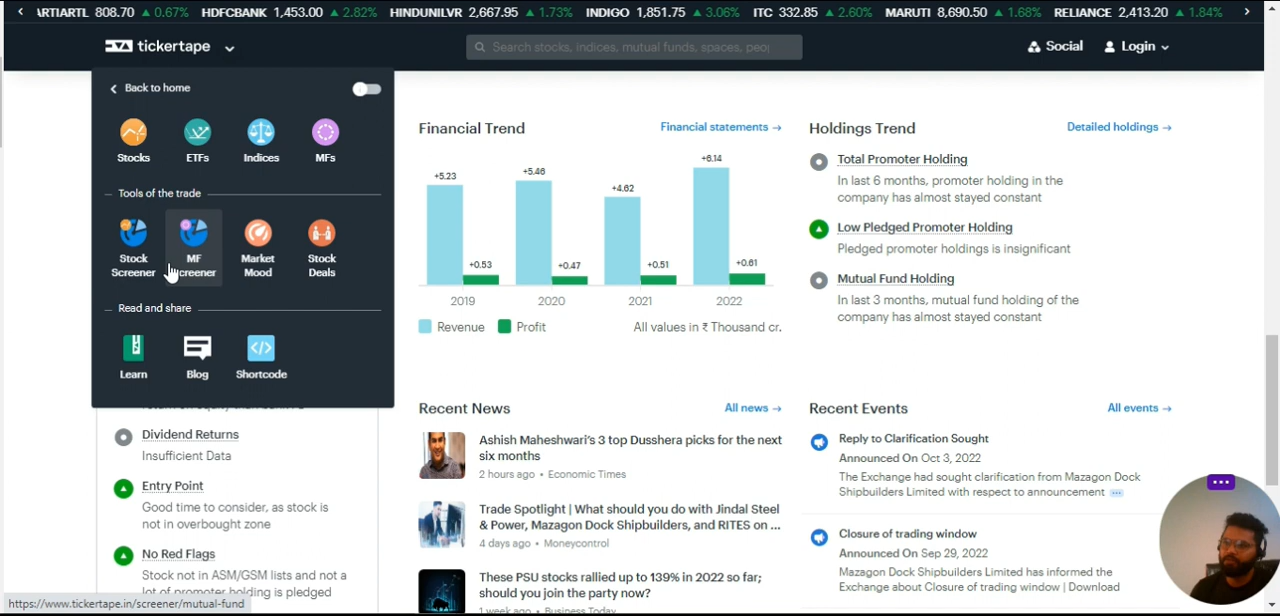 ARTIARTL 808.70 ▲ 0.67% HDFCBANK 1,453.00 ▲ 2.82% HINDUNILVR 2,667.95 ▲ 1.73% INDIGO 1,851.75 ▲ 3.06% ITC 332.85 ▲ 2.60% MARUTI 8,690.50 ▲ 1.68% RELIANCE 2,413.20 ▲ 1.84%
tickertape
Search stocks, indices, mutual funds, spaces, peop
Social
Login
Back to home
Stocks
ETFs
Indices
MFs
Tools of the trade
Stock
Screener
MF
Screener
Market
Mood
Stock
Deals
Read and share
Learn
Blog
Shortcode
Dividend Returns
Insufficient Data
Entry Point
Good time to consider, as stock is
not in overbought zone
No Red Flags
Stock not in ASM/GSM lists and not a
lot of promoter holding is pledged
https://www.tickertape.in/screener/mutual-fund
Financial Trend
Financial statements →
+5.23
+5.46
+4.62
+6.14
+0.53
+0.47
+0.51
+0.61
2019
2020
2021
2022
Revenue
Profit
All values in ₹ Thousand cr.
Holdings Trend
Detailed holdings →
Total Promoter Holding
In last 6 months, promoter holding in the
company has almost stayed constant
Low Pledged Promoter Holding
Pledged promoter holdings is insignificant
Mutual Fund Holding
In last 3 months, mutual fund holding of the
company has almost stayed constant
Recent News
All news →
Ashish Maheshwari's 3 top Dusshera picks for the next
six months
2 hours ago • Economic Times
Trade Spotlight | What should you do with Jindal Steel
& Power, Mazagon Dock Shipbuilders, and RITES on ...
4 days ago • Moneycontrol
These PSU stocks rallied up to 139% in 2022 so far;
should you join the party now?
1 week ago • Business Today
Recent Events
All events →
Reply to Clarification Sought
Announced On Oct 3, 2022
The Exchange had sought clarification from Mazagon Dock
Shipbuilders Limited with respect to announcement ...
Closure of trading window
Announced On Sep 29, 2022
Mazagon Dock Shipbuilders Limited has informed the
Exchange about Closure of trading window | Download